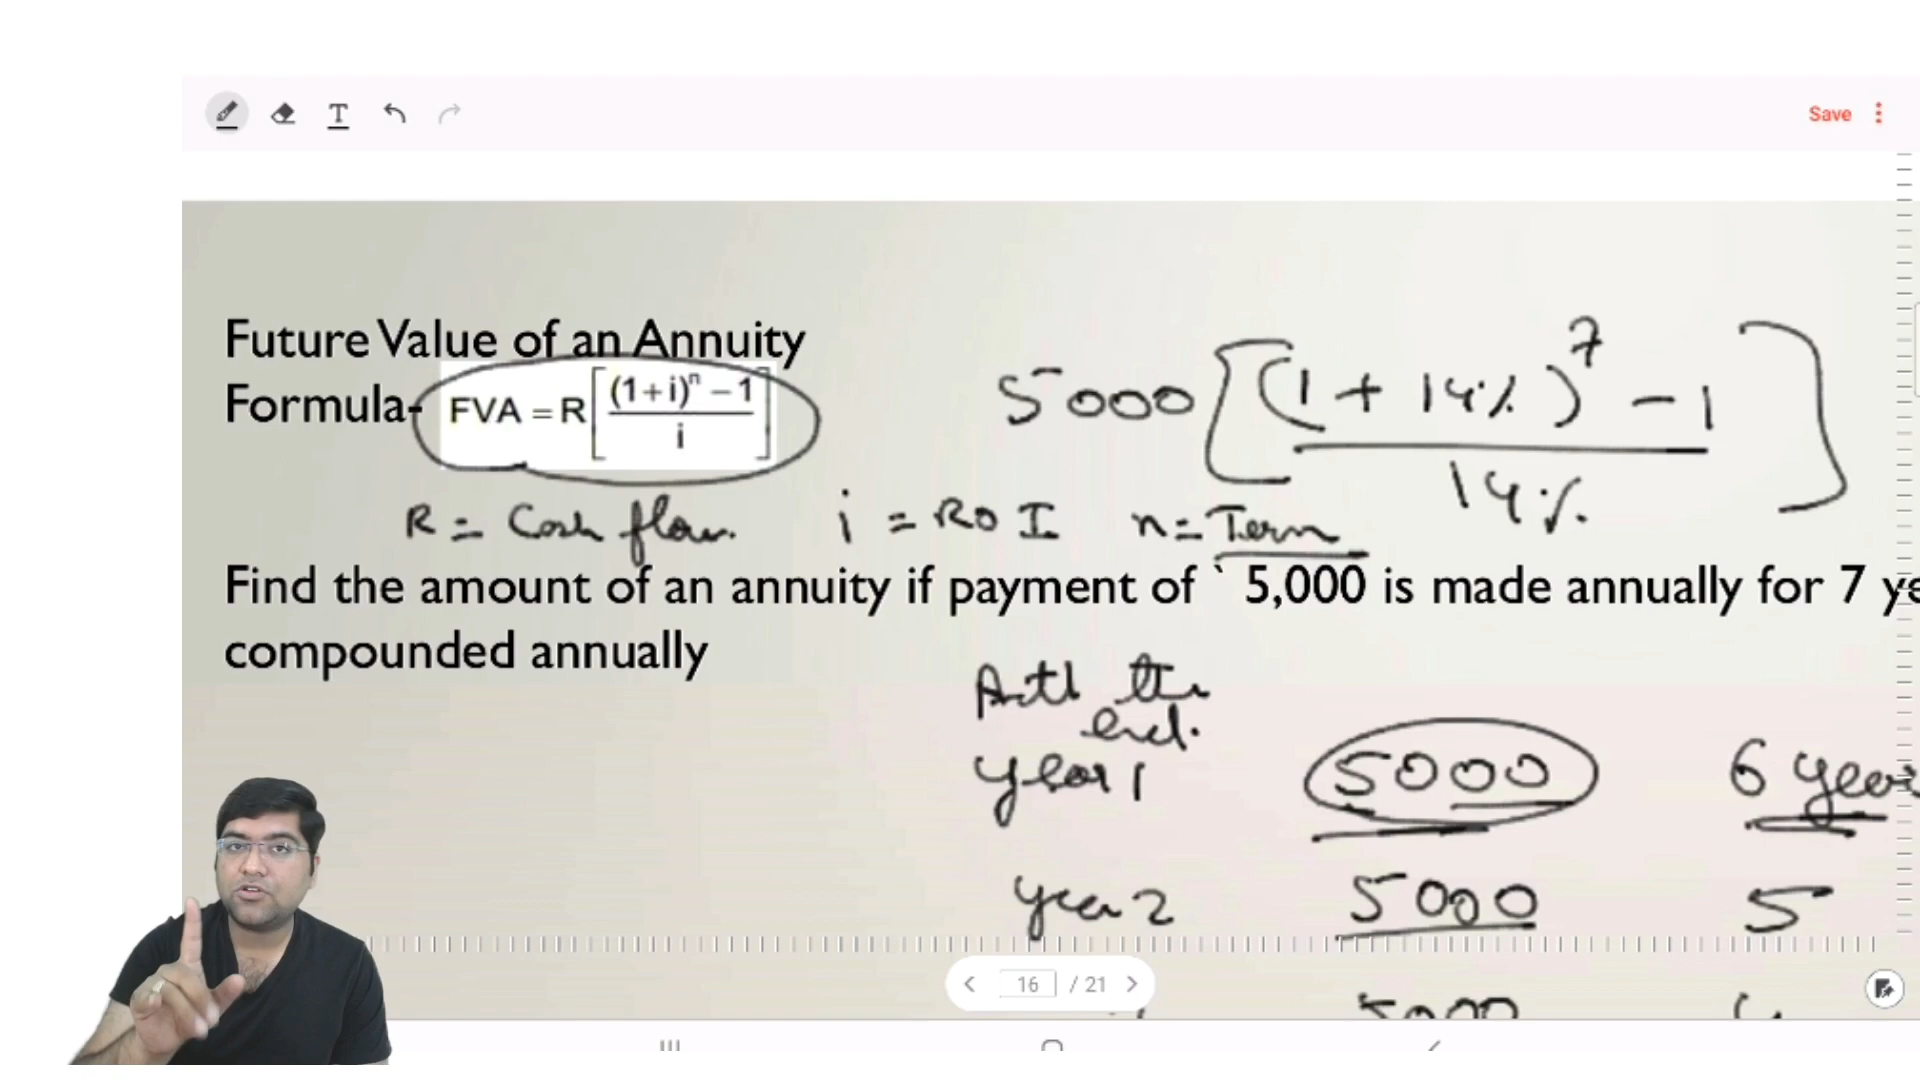 T
Save
Future Value of an Annuity
5000 [ (1 + 14%)^7 - 1 / 14% ]
Formula- FVA = R [ (1+i)^n - 1 / i ]
R = Cash flow. i = RoI n = Term
Find the amount of an annuity if payment of ` 5,000 is made annually for 7 ye
compounded annually
the
end.
year 1 5000 6 year
year 2 5000 5
16 / 21
5000